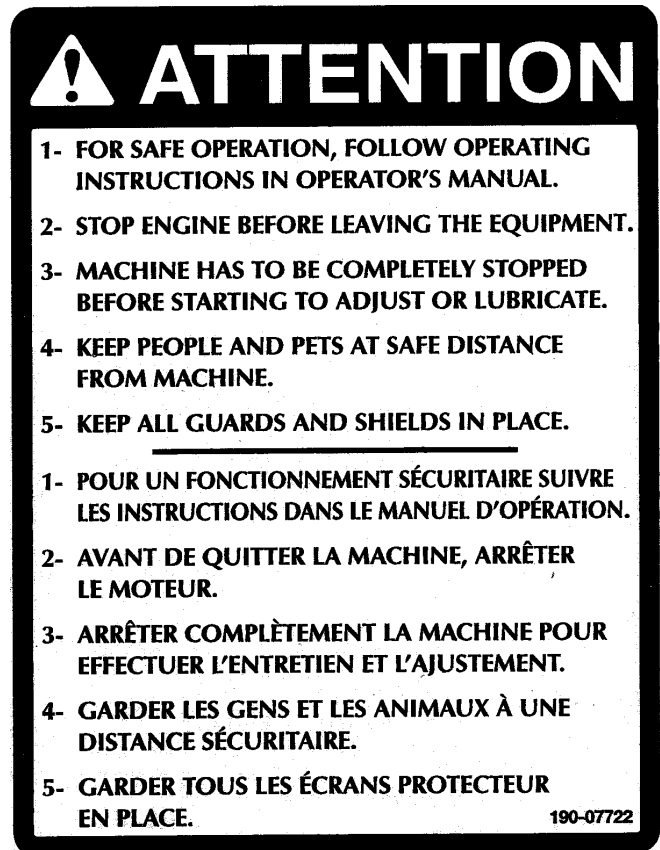 ATTENTION
1- FOR SAFE OPERATION, FOLLOW OPERATING
INSTRUCTIONS IN OPERATOR'S MANUAL.
2- STOP ENGINE BEFORE LEAVING THE EQUIPMENT.
3- MACHINE HAS TO BE COMPLETELY STOPPED
BEFORE STARTING TO ADJUST OR LUBRICATE.
4- KEEP PEOPLE AND PETS AT SAFE DISTANCE
FROM MACHINE.
5- KEEP ALL GUARDS AND SHIELDS IN PLACE.
1- POUR UN FONCTIONNEMENT SÉCURITAIRE SUIVRE
LES INSTRUCTIONS DANS LE MANUEL D'OPÉRATION.
2- AVANT DE QUITTER LA MACHINE, ARRÊTER
LE MOTEUR.
3- ARRÊTER COMPLÈTEMENT LA MACHINE POUR
EFFECTUER L'ENTRETIEN ET L'AJUSTEMENT.
4- GARDER LES GENS ET LES ANIMAUX À UNE
DISTANCE SÉCURITAIRE.
5- GARDER TOUS LES ÉCRANS PROTECTEUR
EN PLACE.
190-07722